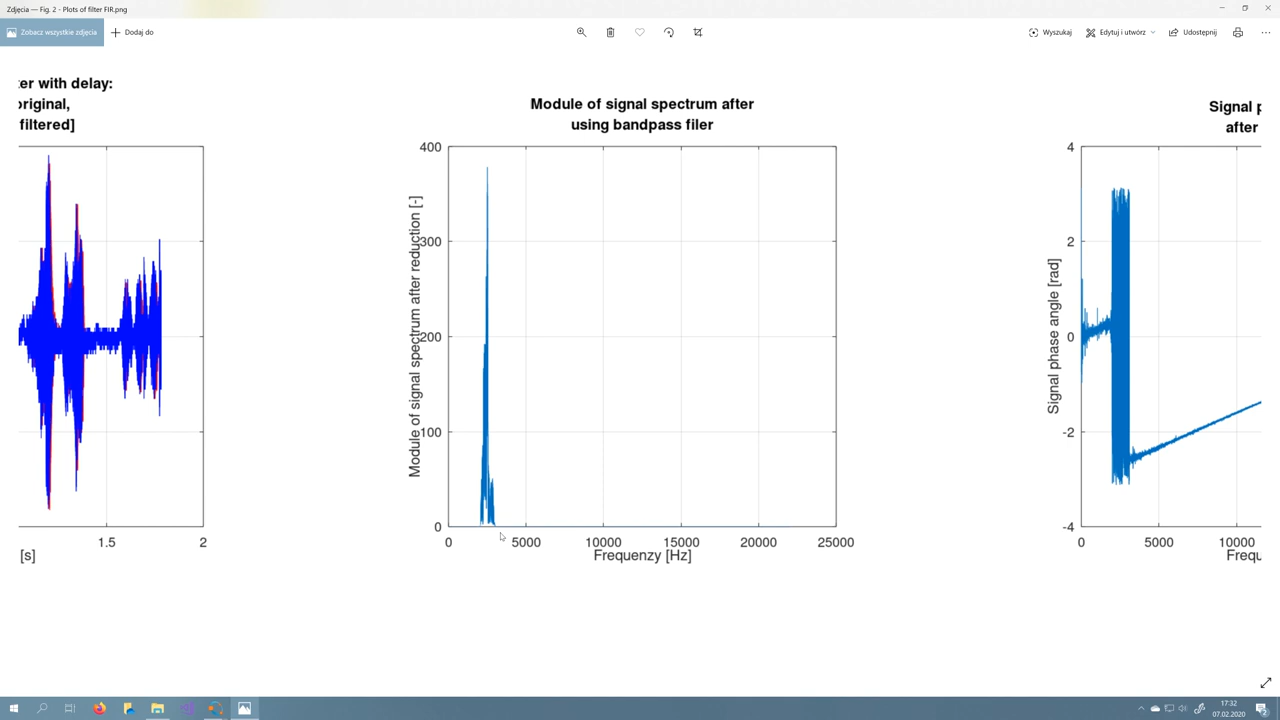 Zdjęcia — Fig. 2 - Plots of filter FIR.png
Zobacz wszystkie zdjęcia
Dodaj do
Wyszukaj
Edytuj i utwórz
Udostępnij
er with delay:
original,
filtered]
1.5
2
[s]
Module of signal spectrum after
using bandpass filer
Module of signal spectrum after reduction [-]
400
300
200
100
0
0
5000
10000
15000
20000
25000
Frequenzy [Hz]
Signal p
after
Signal phase angle [rad]
4
2
0
-2
-4
0
5000
10000
Frequ
17:32
07.02.2020
2